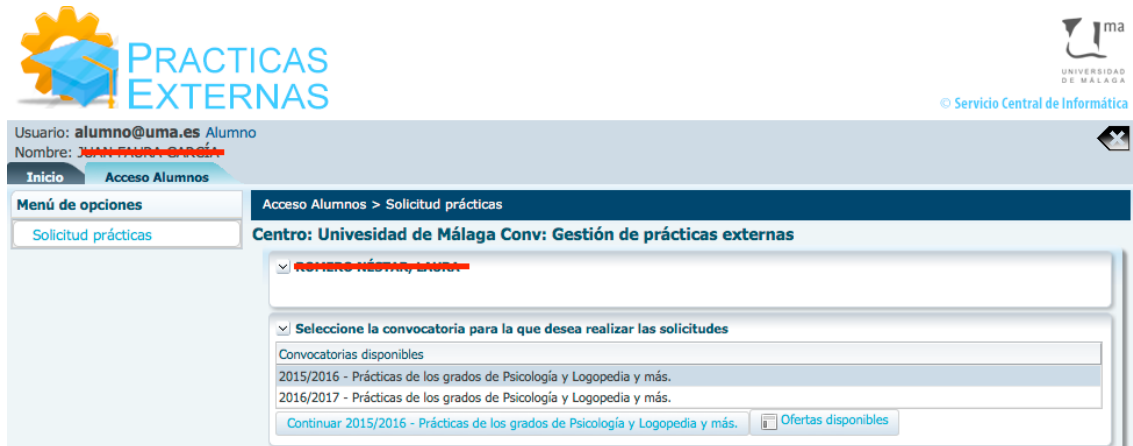 PRACTICAS
EXTERNAS
uma
UNIVERSIDAD
DE MÁLAGA
© Servicio Central de Informática
Usuario: alumno@uma.es Alumno
Nombre:
Inicio Acceso Alumnos
Menú de opciones
Acceso Alumnos > Solicitud prácticas
Solicitud prácticas
Centro: Univesidad de Málaga Conv: Gestión de prácticas externas
Seleccione la convocatoria para la que desea realizar las solicitudes
Convocatorias disponibles
2015/2016 - Prácticas de los grados de Psicología y Logopedia y más.
2016/2017 - Prácticas de los grados de Psicología y Logopedia y más.
Continuar 2015/2016 - Prácticas de los grados de Psicología y Logopedia y más. Ofertas disponibles